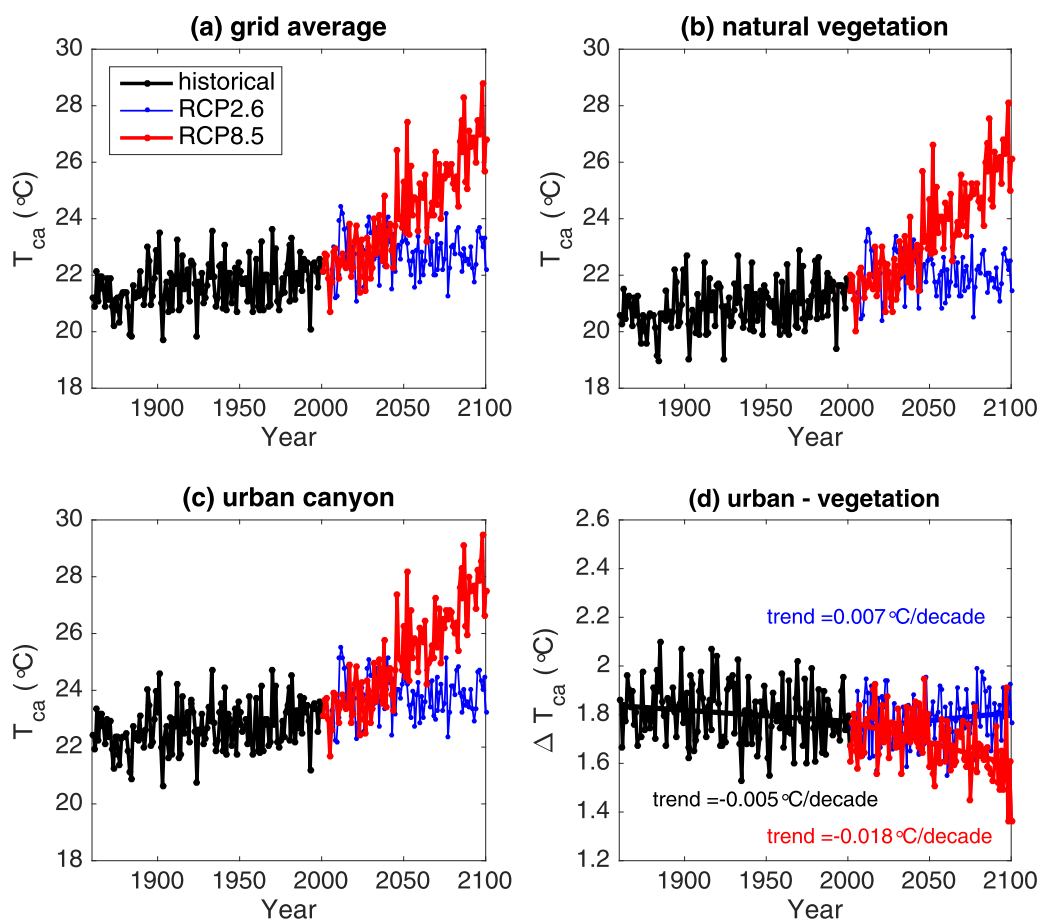 (a) grid average
30
28
26
24
22
20
18
T ca (°C)
historical
RCP2.6
RCP8.5
1900 1950 2000 2050 2100
Year
(b) natural vegetation
30
28
26
24
22
20
18
T ca (°C)
1900 1950 2000 2050 2100
Year
(c) urban canyon
30
28
26
24
22
20
18
T ca (°C)
1900 1950 2000 2050 2100
Year
(d) urban - vegetation
2.6
2.4
2.2
2
1.8
1.6
1.4
1.2
Δ T ca (°C)
trend =0.007°C/decade
trend =-0.005°C/decade
trend =-0.018°C/decade
1900 1950 2000 2050 2100
Year